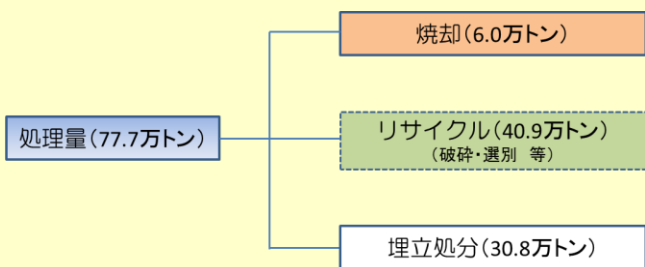 焼却(6.0万トン)
処理量(77.7万トン)
リサイクル(40.9万トン)
(破砕・選別 等)
埋立処分(30.8万トン)